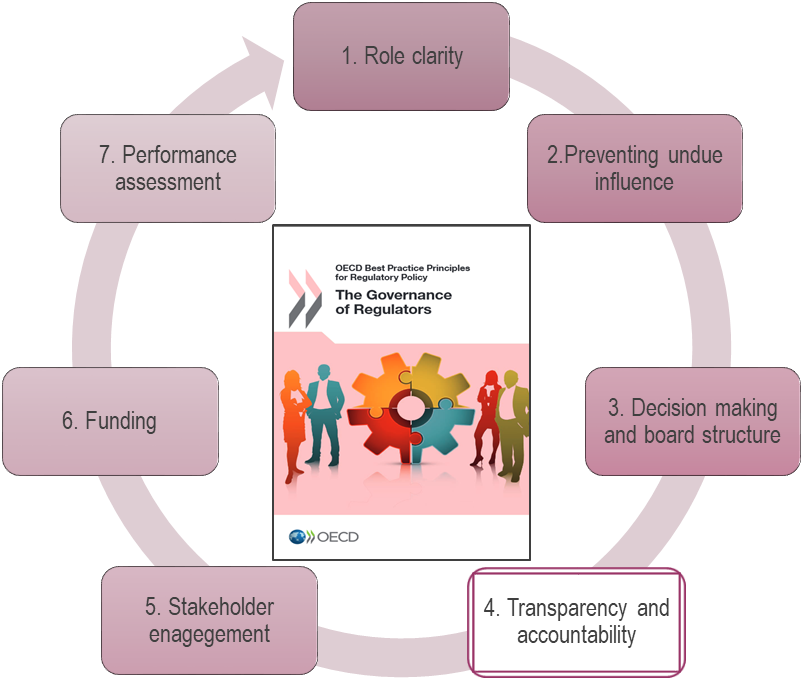 1. Role clarity
2.Preventing undue
influence
3. Decision making
and board structure
4. Transparency and
accountability
5. Stakeholder
enagegement
6. Funding
7. Performance
assessment
OECD Best Practice Principles
for Regulatory Policy
The Governance
of Regulators
OECD